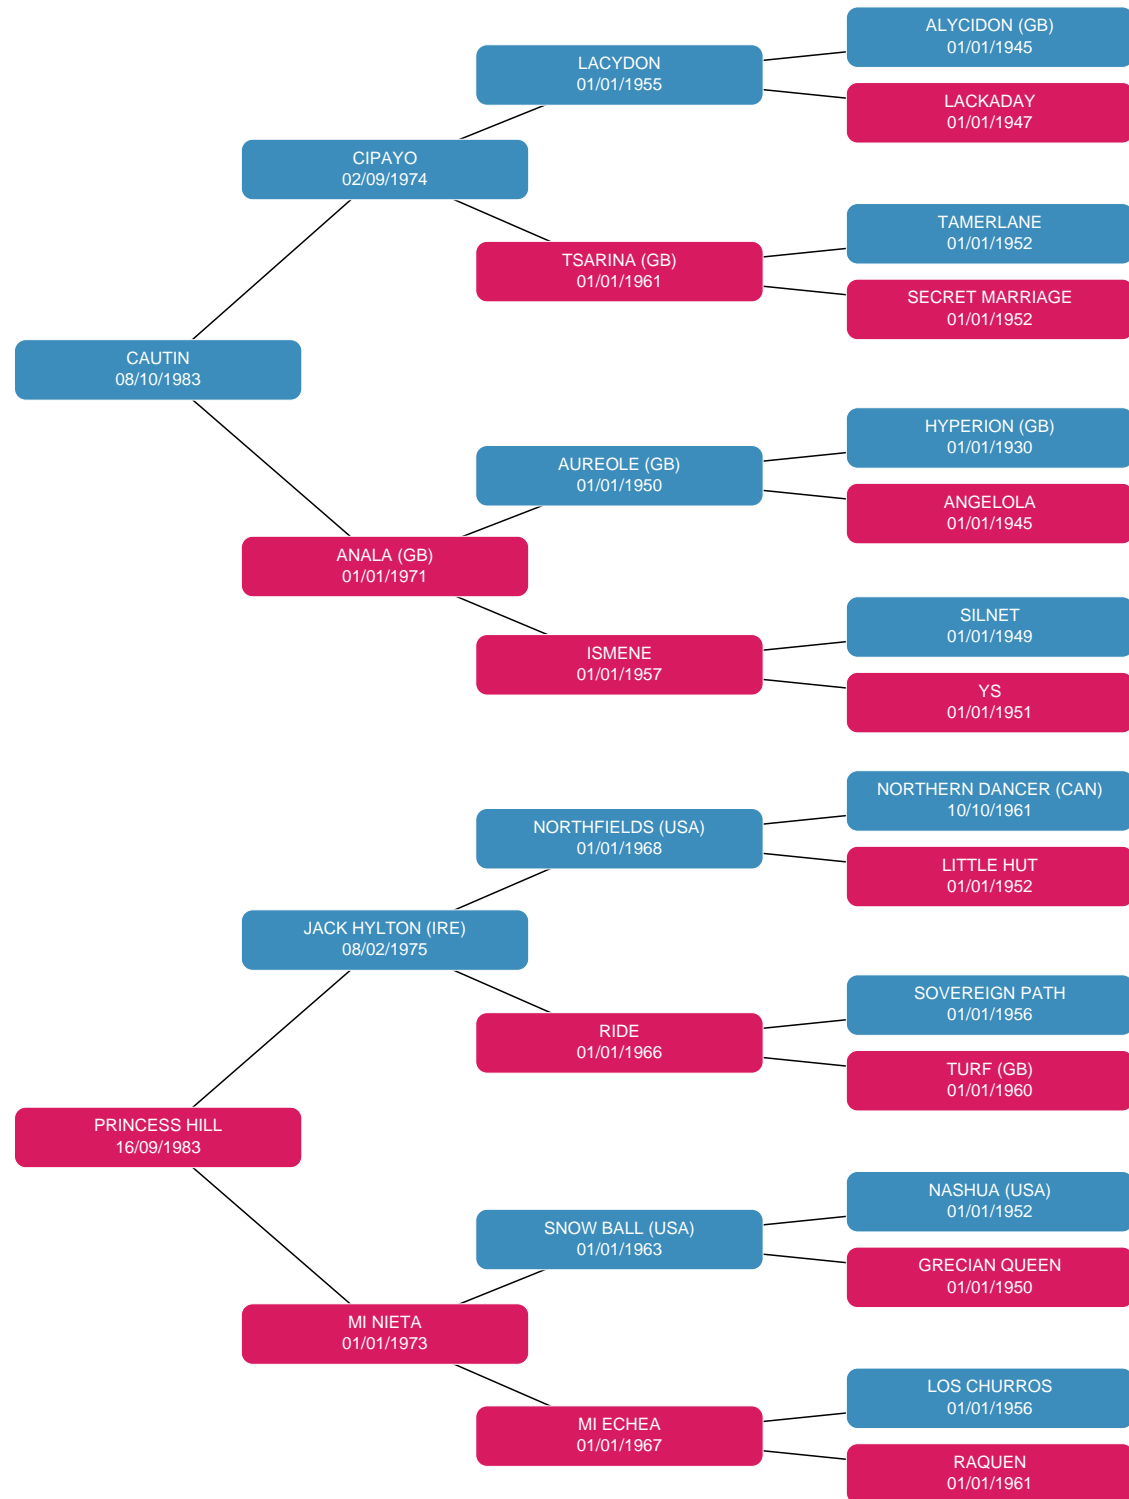 ALYCIDON (GB)
01/01/1945
LACYDON
01/01/1955
LACKADAY
01/01/1947
CIPAYO
02/09/1974
TAMERLANE
01/01/1952
TSARINA (GB)
01/01/1961
SECRET MARRIAGE
01/01/1952
CAUTIN
08/10/1983
HYPERION (GB)
01/01/1930
AUREOLE (GB)
01/01/1950
ANGELOLA
01/01/1945
ANALA (GB)
01/01/1971
SILNET
01/01/1949
ISMENE
01/01/1957
YS
01/01/1951
NORTHERN DANCER (CAN)
10/10/1961
NORTHFIELDS (USA)
01/01/1968
LITTLE HUT
01/01/1952
JACK HYLTON (IRE)
08/02/1975
SOVEREIGN PATH
01/01/1956
RIDE
01/01/1966
TURF (GB)
01/01/1960
PRINCESS HILL
16/09/1983
NASHUA (USA)
01/01/1952
SNOW BALL (USA)
01/01/1963
GRECIAN QUEEN
01/01/1950
MI NIETA
01/01/1973
LOS CHURROS
01/01/1956
MI ECHEA
01/01/1967
RAQUEN
01/01/1961